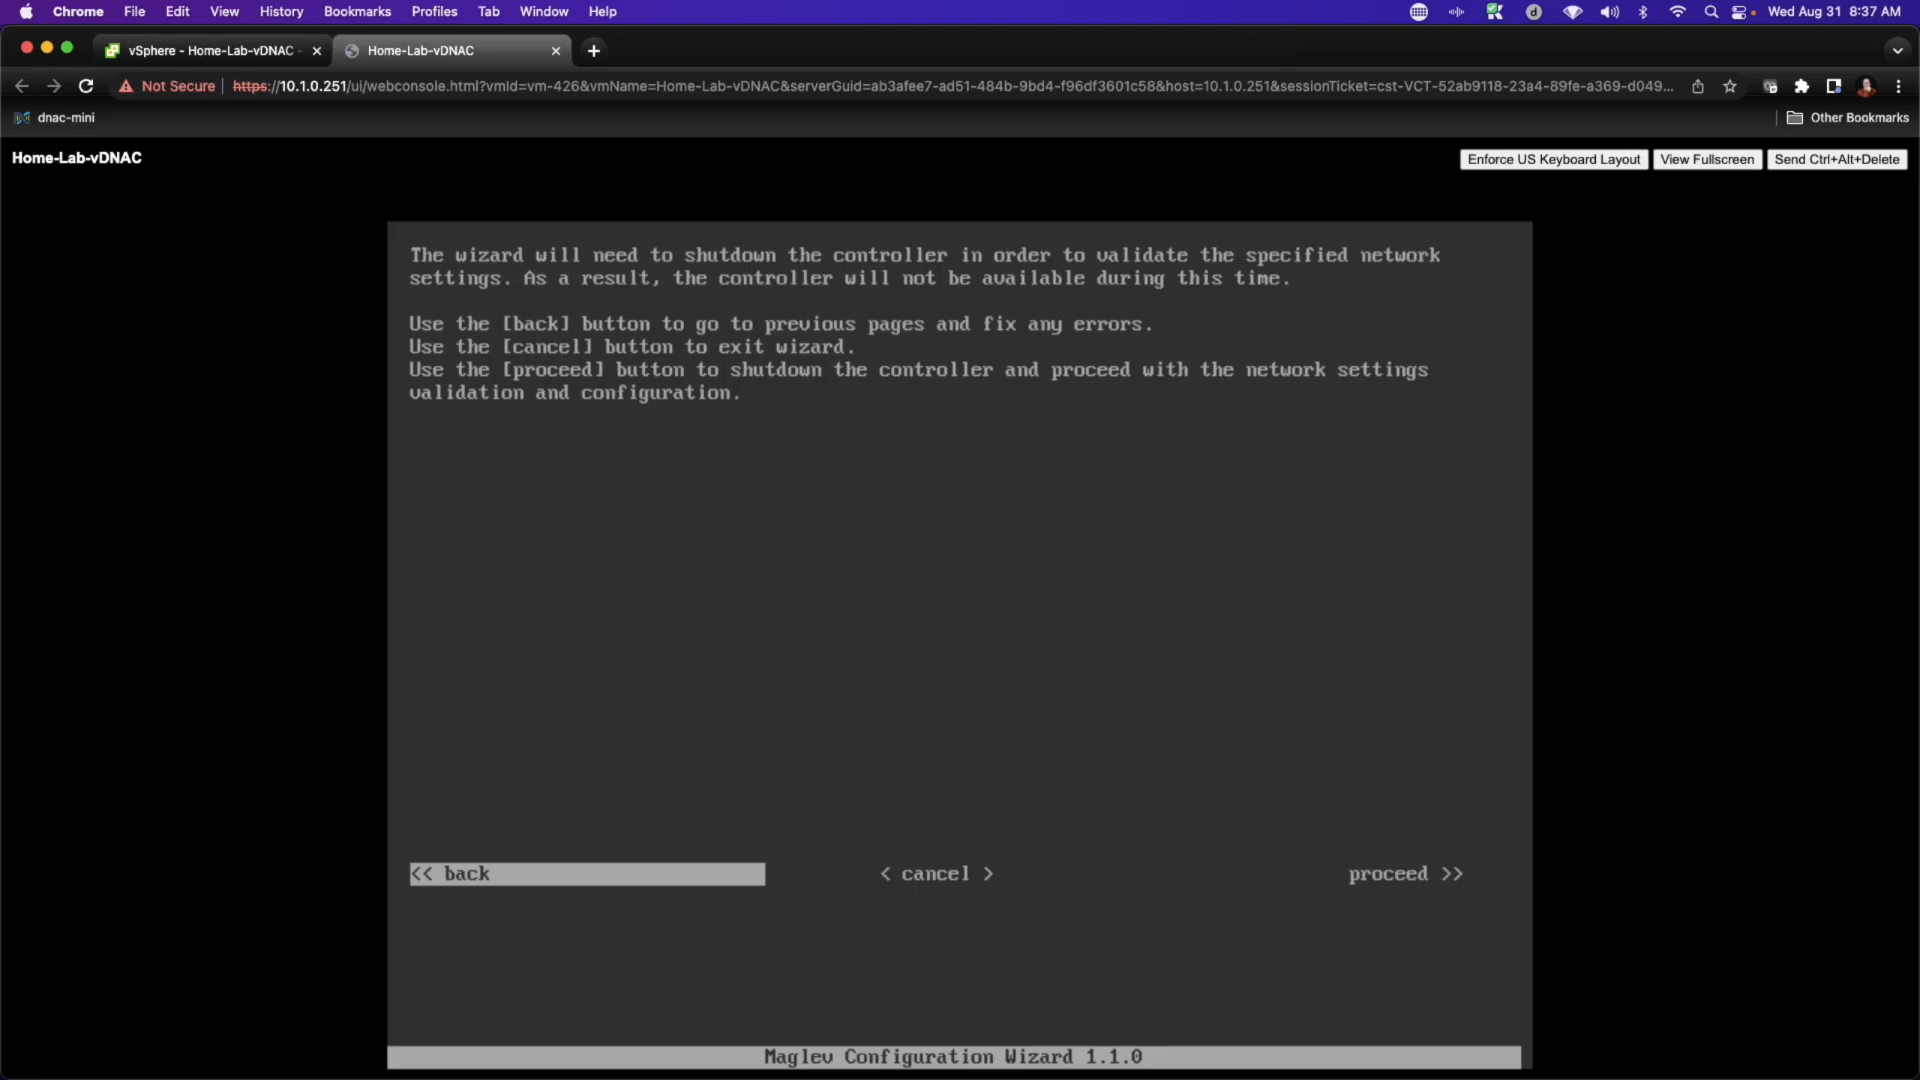 Chrome File Edit View History Bookmarks Profiles Tab Window Help Wed Aug 31 8:37 AM
vSphere - Home-Lab-vDNAC - Home-Lab-vDNAC
Not Secure https://10.1.0.251/ui/webconsole.html?vmId=vm-426&vmName=Home-Lab-vDNAC&serverGuid=ab3afee7-ad51-484b-9bd4-f96df3601c58&host=10.1.0.251&sessionTicket=cst-VCT-52ab9118-23a4-89fe-a369-d049...
dnac-mini Other Bookmarks
Home-Lab-vDNAC Enforce US Keyboard Layout View Fullscreen Send Ctrl+Alt+Delete
The wizard will need to shutdown the controller in order to validate the specified network
settings. As a result, the controller will not be available during this time.
Use the [back] button to go to previous pages and fix any errors.
Use the [cancel] button to exit wizard.
Use the [proceed] button to shutdown the controller and proceed with the network settings
validation and configuration.
<< back < cancel > proceed >>
Maglev Configuration Wizard 1.1.0